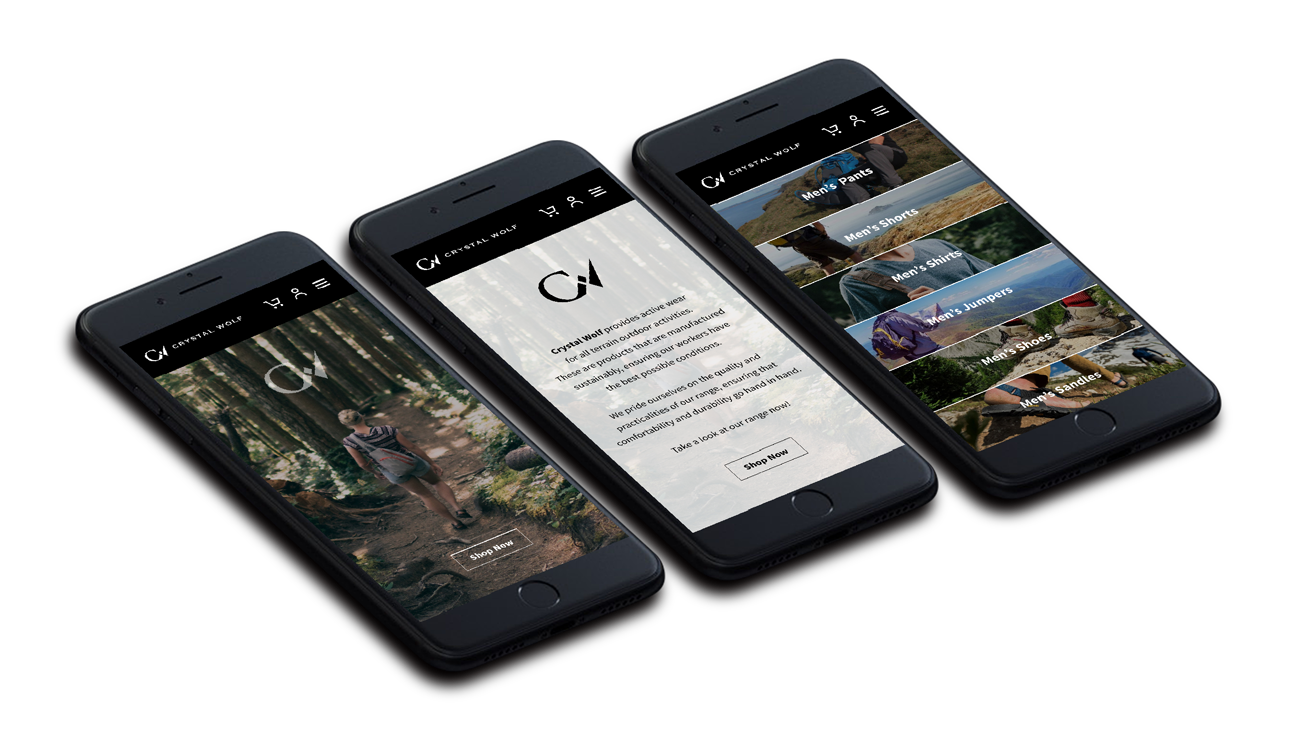 CW CRYSTAL WOLF
CW
Shop Now
CW CRYSTAL WOLF
CW
Crystal Wolf provides active wear
for all terrain outdoor activities.
These are products that are manufactured
sustainably, ensuring our workers have
the best possible conditions.
We pride ourselves on the quality and
practicalities of our range, ensuring that
comfortability and durability go hand in hand.
Take a look at our range now!
Shop Now
CW CRYSTAL WOLF
Men's Pants
Men's Shorts
Men's Shirts
Men's Jumpers
Men's Shoes
Men's Sandles